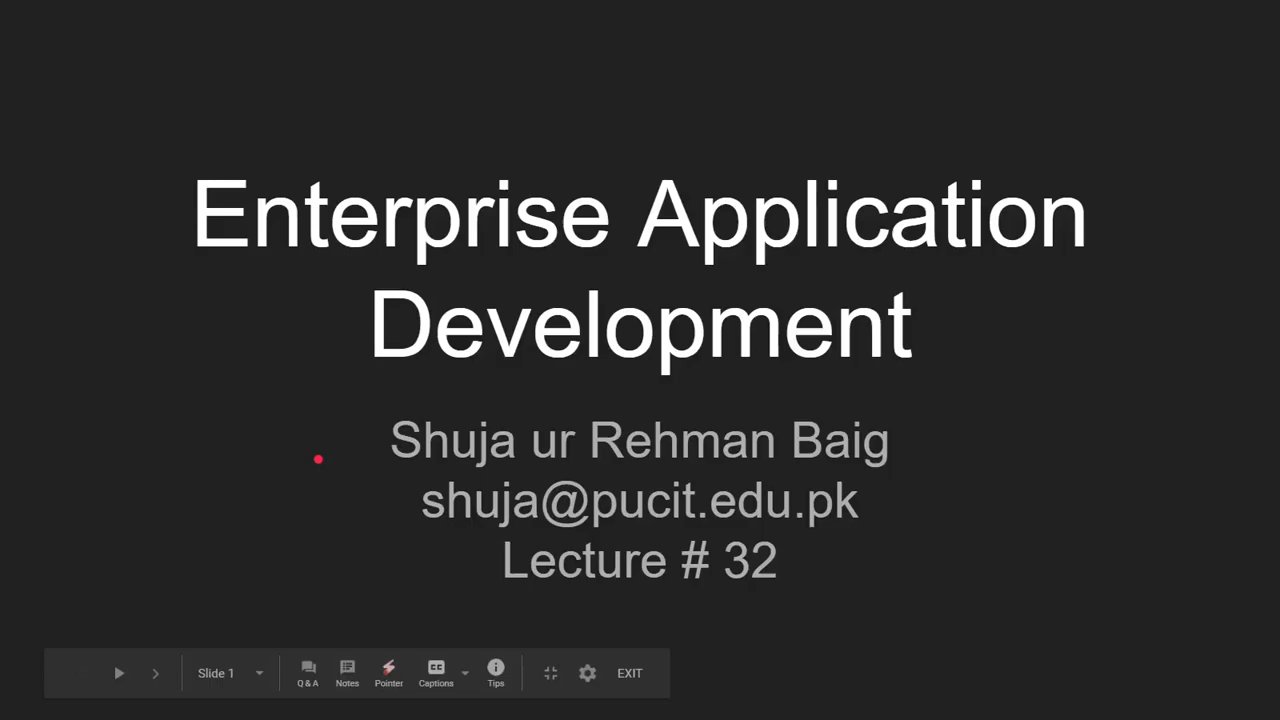 Enterprise Application
Development
Shuja ur Rehman Baig
shuja@pucit.edu.pk
Lecture # 32
Slide 1
Q & A
Notes
Pointer
CC
Captions
Tips
EXIT